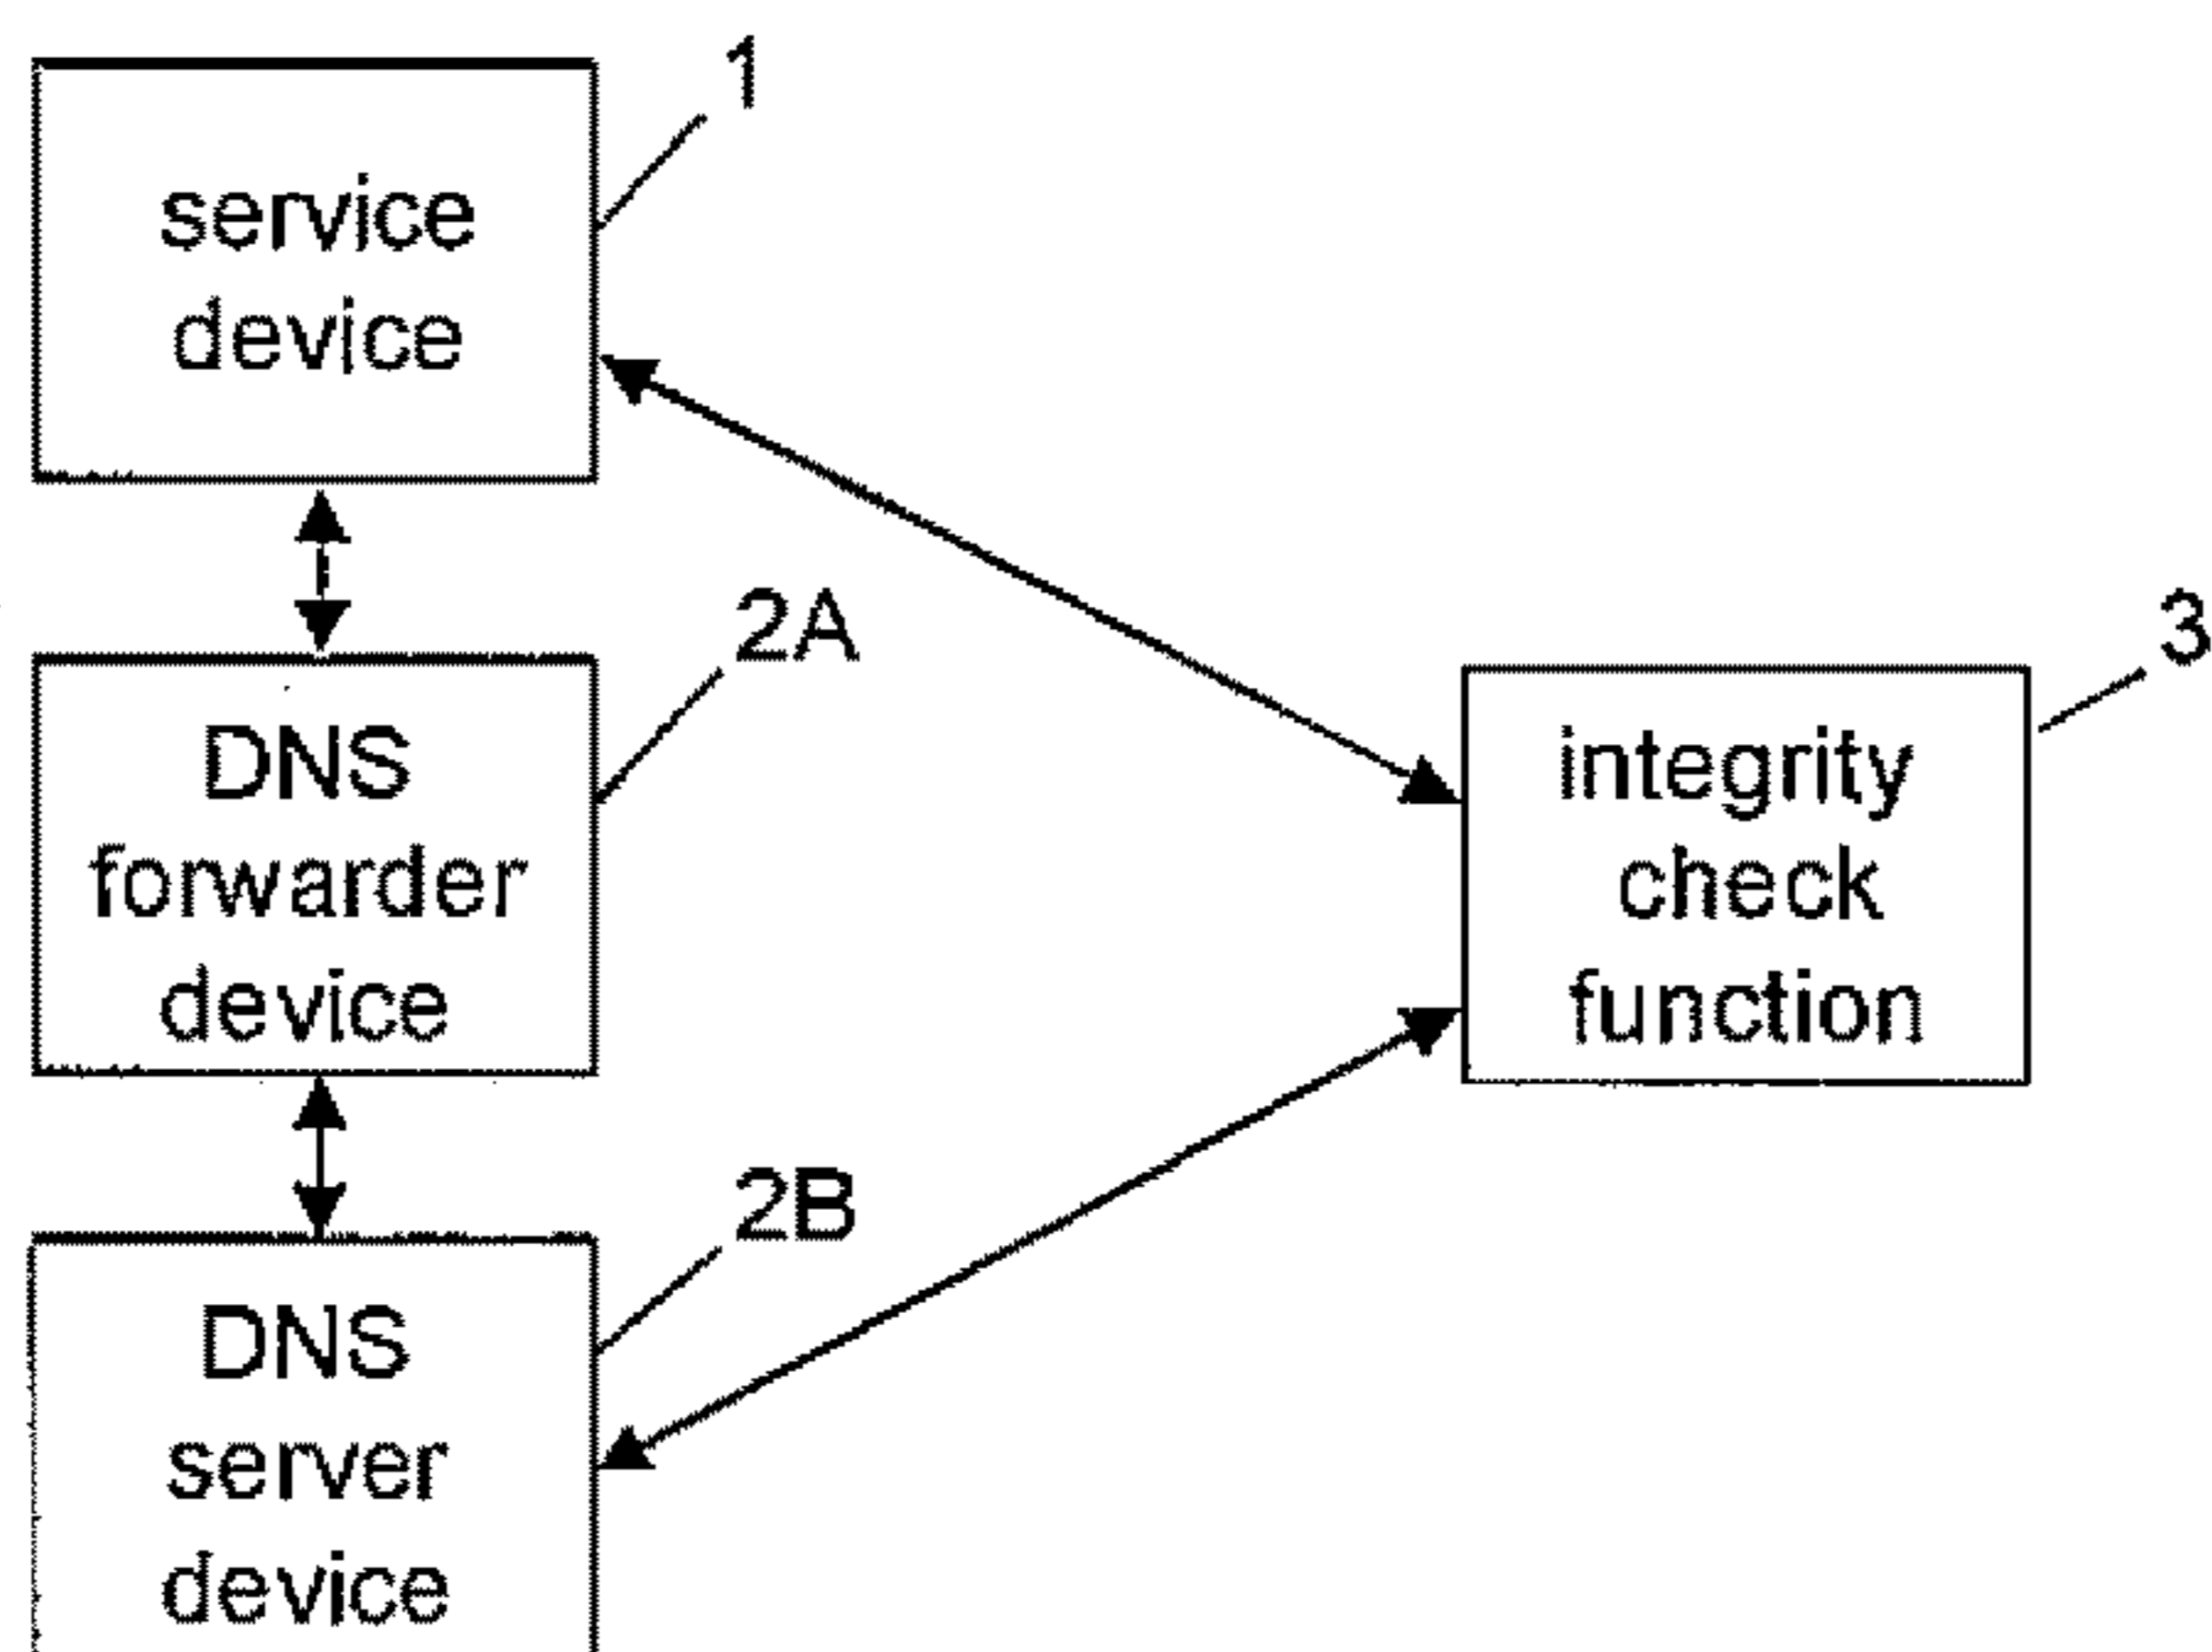 1
service
device
2A
DNS
forwarder
device
3
integrity
check
function
2B
DNS
server
device